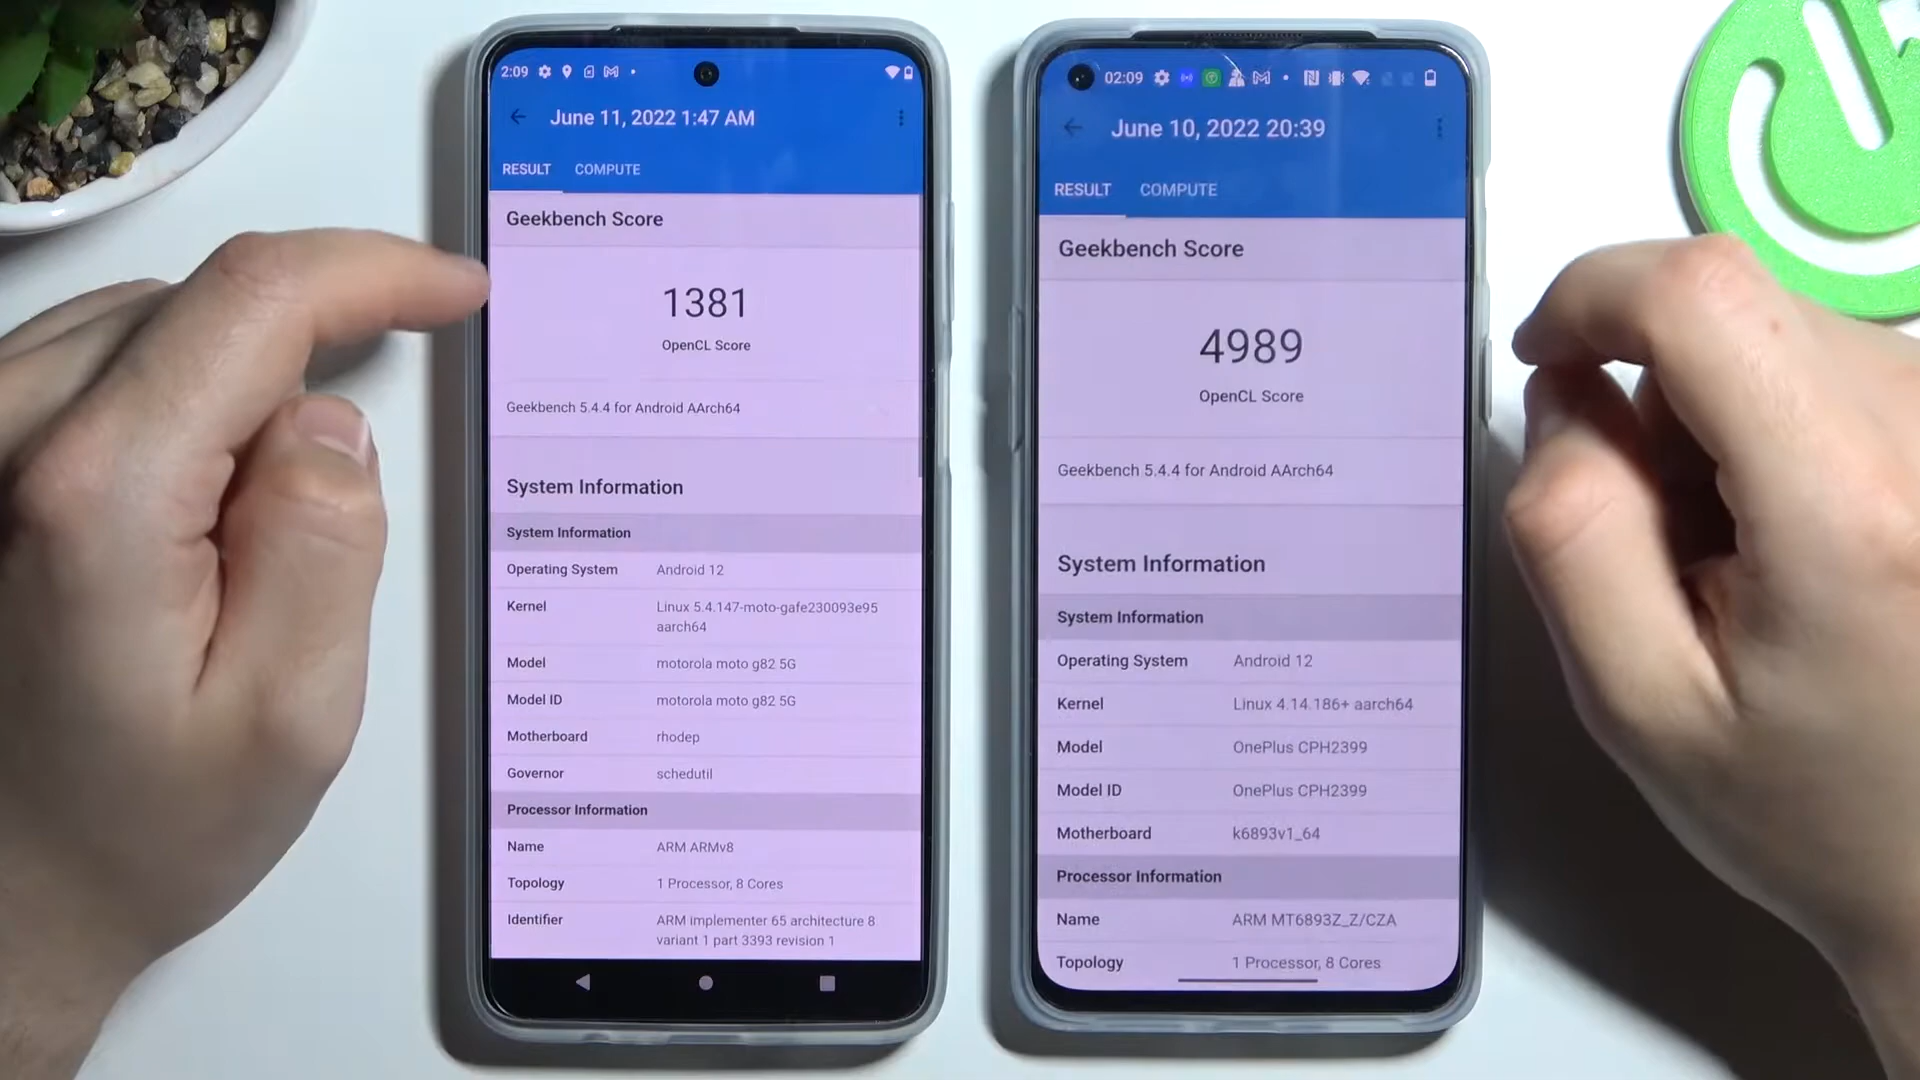 2:09
June 11, 2022 1:47 AM
RESULT COMPUTE
Geekbench Score
1381
OpenCL Score
Geekbench 5.4.4 for Android AArch64
System Information
System Information
Operating System Android 12
Kernel Linux 5.4.147-moto-gafe230093e95
aarch64
Model motorola moto g82 5G
Model ID motorola moto g82 5G
Motherboard rhodep
Governor schedutil
Processor Information
Name ARM ARMv8
Topology 1 Processor, 8 Cores
Identifier ARM implementer 65 architecture 8
variant 1 part 3393 revision 1
02:09
June 10, 2022 20:39
RESULT COMPUTE
Geekbench Score
4989
OpenCL Score
Geekbench 5.4.4 for Android AArch64
System Information
System Information
Operating System Android 12
Kernel Linux 4.14.186+ aarch64
Model OnePlus CPH2399
Model ID OnePlus CPH2399
Motherboard k6893v1_64
Processor Information
Name ARM MT6893Z_Z/CZA
Topology 1 Processor, 8 Cores